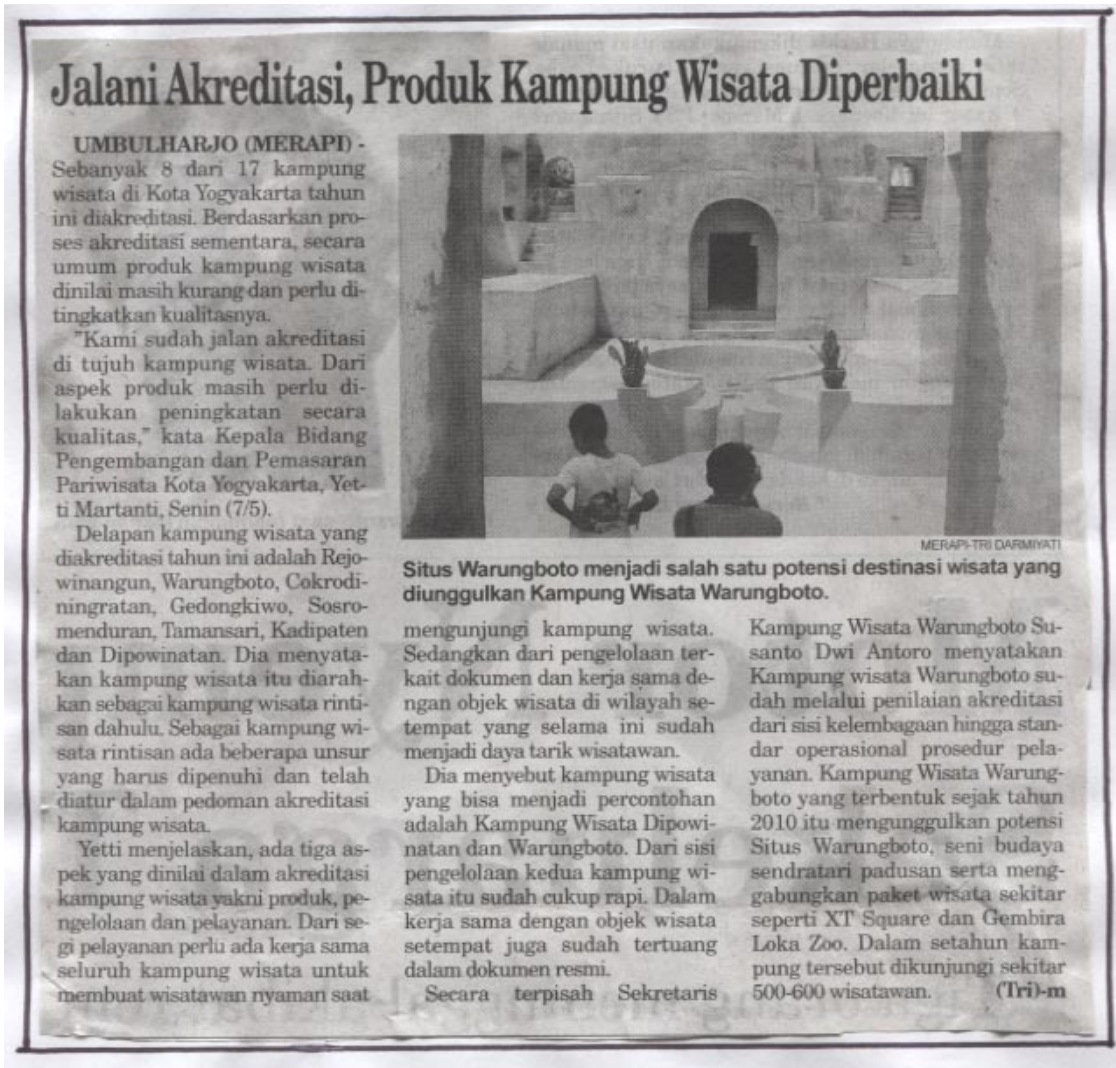 Jalani Akreditasi, Produk Kampung Wisata Diperbaiki
UMBULHARJO (MERAPI) -
Sebanyak 8 dari 17 kampung
wisata di Kota Yogyakarta tahun
ini diakreditasi. Berdasarkan pro-
ses akreditasi sementara, secara
umum produk kampung wisata
dinilai masih kurang dan perlu di-
tingkatkan kualitasnya.
"Kami sudah jalan akreditasi
di tujuh kampung wisata. Dari
aspek produk masih perlu di-
lakukan peningkatan secara
kualitas," kata Kepala Bidang
Pengembangan dan Pemasaran
Pariwisata Kota Yogyakarta, Yet-
ti Martanti, Senin (7/5).
Delapan kampung wisata yang
diakreditasi tahun ini adalah Rejo-
winangun, Warungboto, Cokrodi-
ningratan, Gedongkiwo, Sosro-
menduran, Tamansari, Kadipaten
dan Dipowinatan. Dia menyata-
kan kampung wisata itu diarah-
kan sebagai kampung wisata rinti-
san dahulu. Sebagai kampung wi-
sata rintisan ada beberapa unsur
yang harus dipenuhi dan telah
diatur dalam pedoman akreditasi
kampung wisata.
Yetti menjelaskan, ada tiga as-
pek yang dinilai dalam akreditasi
kampung wisata yakni produk, pe-
ngelolaan dan pelayanan. Dari se-
gi pelayanan perlu ada kerja sama
seluruh kampung wisata untuk
membuat wisatawan nyaman saat
MERAPI-TRI DARMIYATI
Situs Warungboto menjadi salah satu potensi destinasi wisata yang
diunggulkan Kampung Wisata Warungboto.
mengunjungi kampung wisata.
Sedangkan dari pengelolaan ter-
kait dokumen dan kerja sama de-
ngan objek wisata di wilayah se-
tempat yang selama ini sudah
menjadi daya tarik wisatawan.
Dia menyebut kampung wisata
yang bisa menjadi percontohan
adalah Kampung Wisata Dipowi-
natan dan Warungboto. Dari sisi
pengelolaan kedua kampung wi-
sata itu sudah cukup rapi. Dalam
kerja sama dengan objek wisata
setempat juga sudah tertuang
dalam dokumen resmi.
Secara terpisah Sekretaris
Kampung Wisata Warungboto Su-
santo Dwi Antoro menyatakan
Kampung wisata Warungboto su-
dah melalui penilaian akreditasi
dari sisi kelembagaan hingga stan-
dar operasional prosedur pela-
yanan. Kampung Wisata Warung-
boto yang terbentuk sejak tahun
2010 itu mengunggulkan potensi
Situs Warungboto, seni budaya
sendratari padusan serta meng-
gabungkan paket wisata sekitar
seperti XT Square dan Gembira
Loka Zoo. Dalam setahun kam-
pung tersebut dikunjungi sekitar
500-600 wisatawan. (Tri)-m